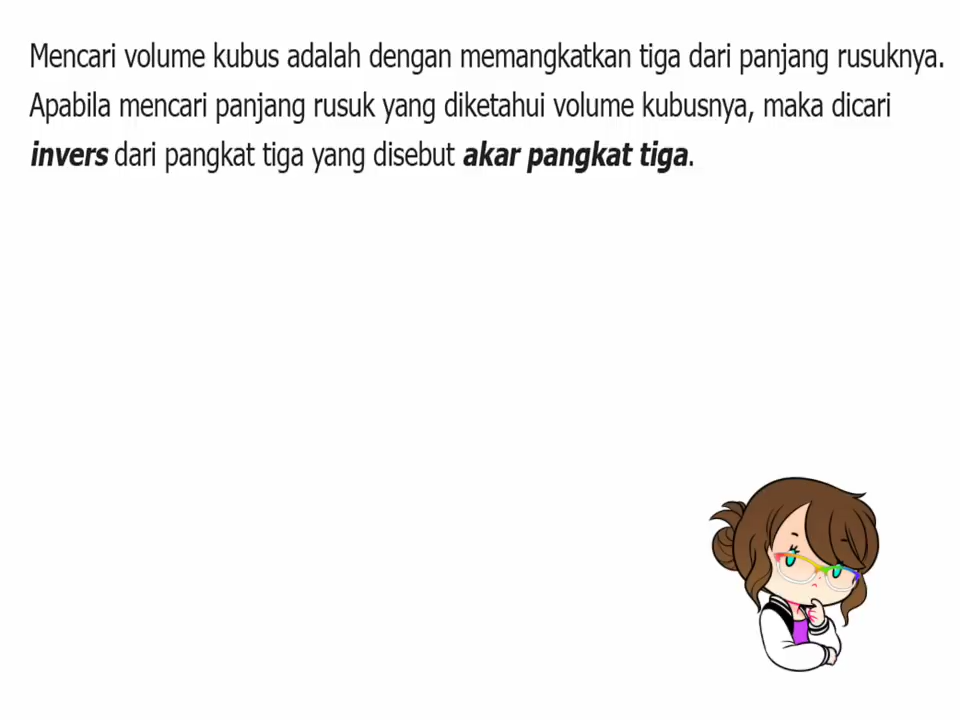 Mencari volume kubus adalah dengan memangkatkan tiga dari panjang rusuknya.
Apabila mencari panjang rusuk yang diketahui volume kubusnya, maka dicari
invers dari pangkat tiga yang disebut akar pangkat tiga.